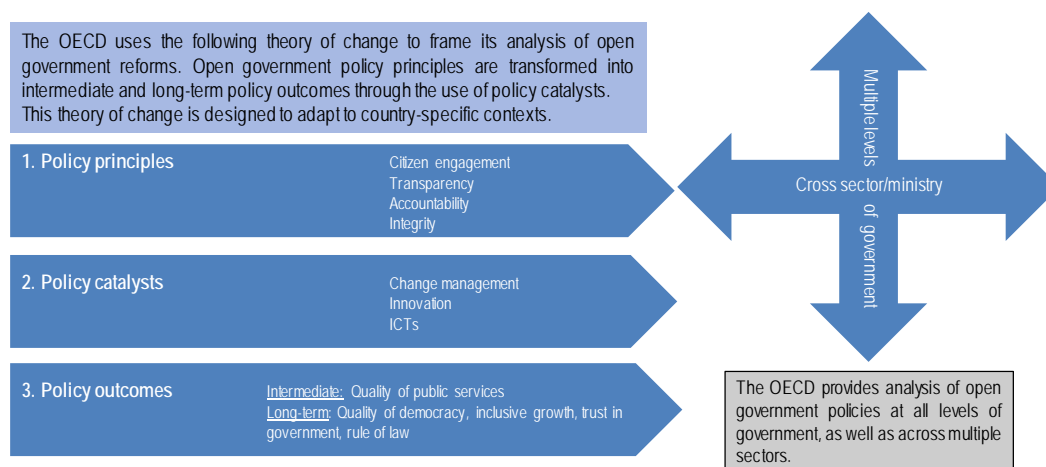 The OECD uses the following theory of change to frame its analysis of open
government reforms. Open government policy principles are transformed into
intermediate and long-term policy outcomes through the use of policy catalysts.
This theory of change is designed to adapt to country-specific contexts.
1. Policy principles
Citizen engagement
Transparency
Accountability
Integrity
2. Policy catalysts
Change management
Innovation
ICTs
3. Policy outcomes
Intermediate: Quality of public services
Long-term: Quality of democracy, inclusive growth, trust in
government, rule of law
Multiple levels of government
Cross sector/ministry
The OECD provides analysis of open
government policies at all levels of
government, as well as across multiple
sectors.